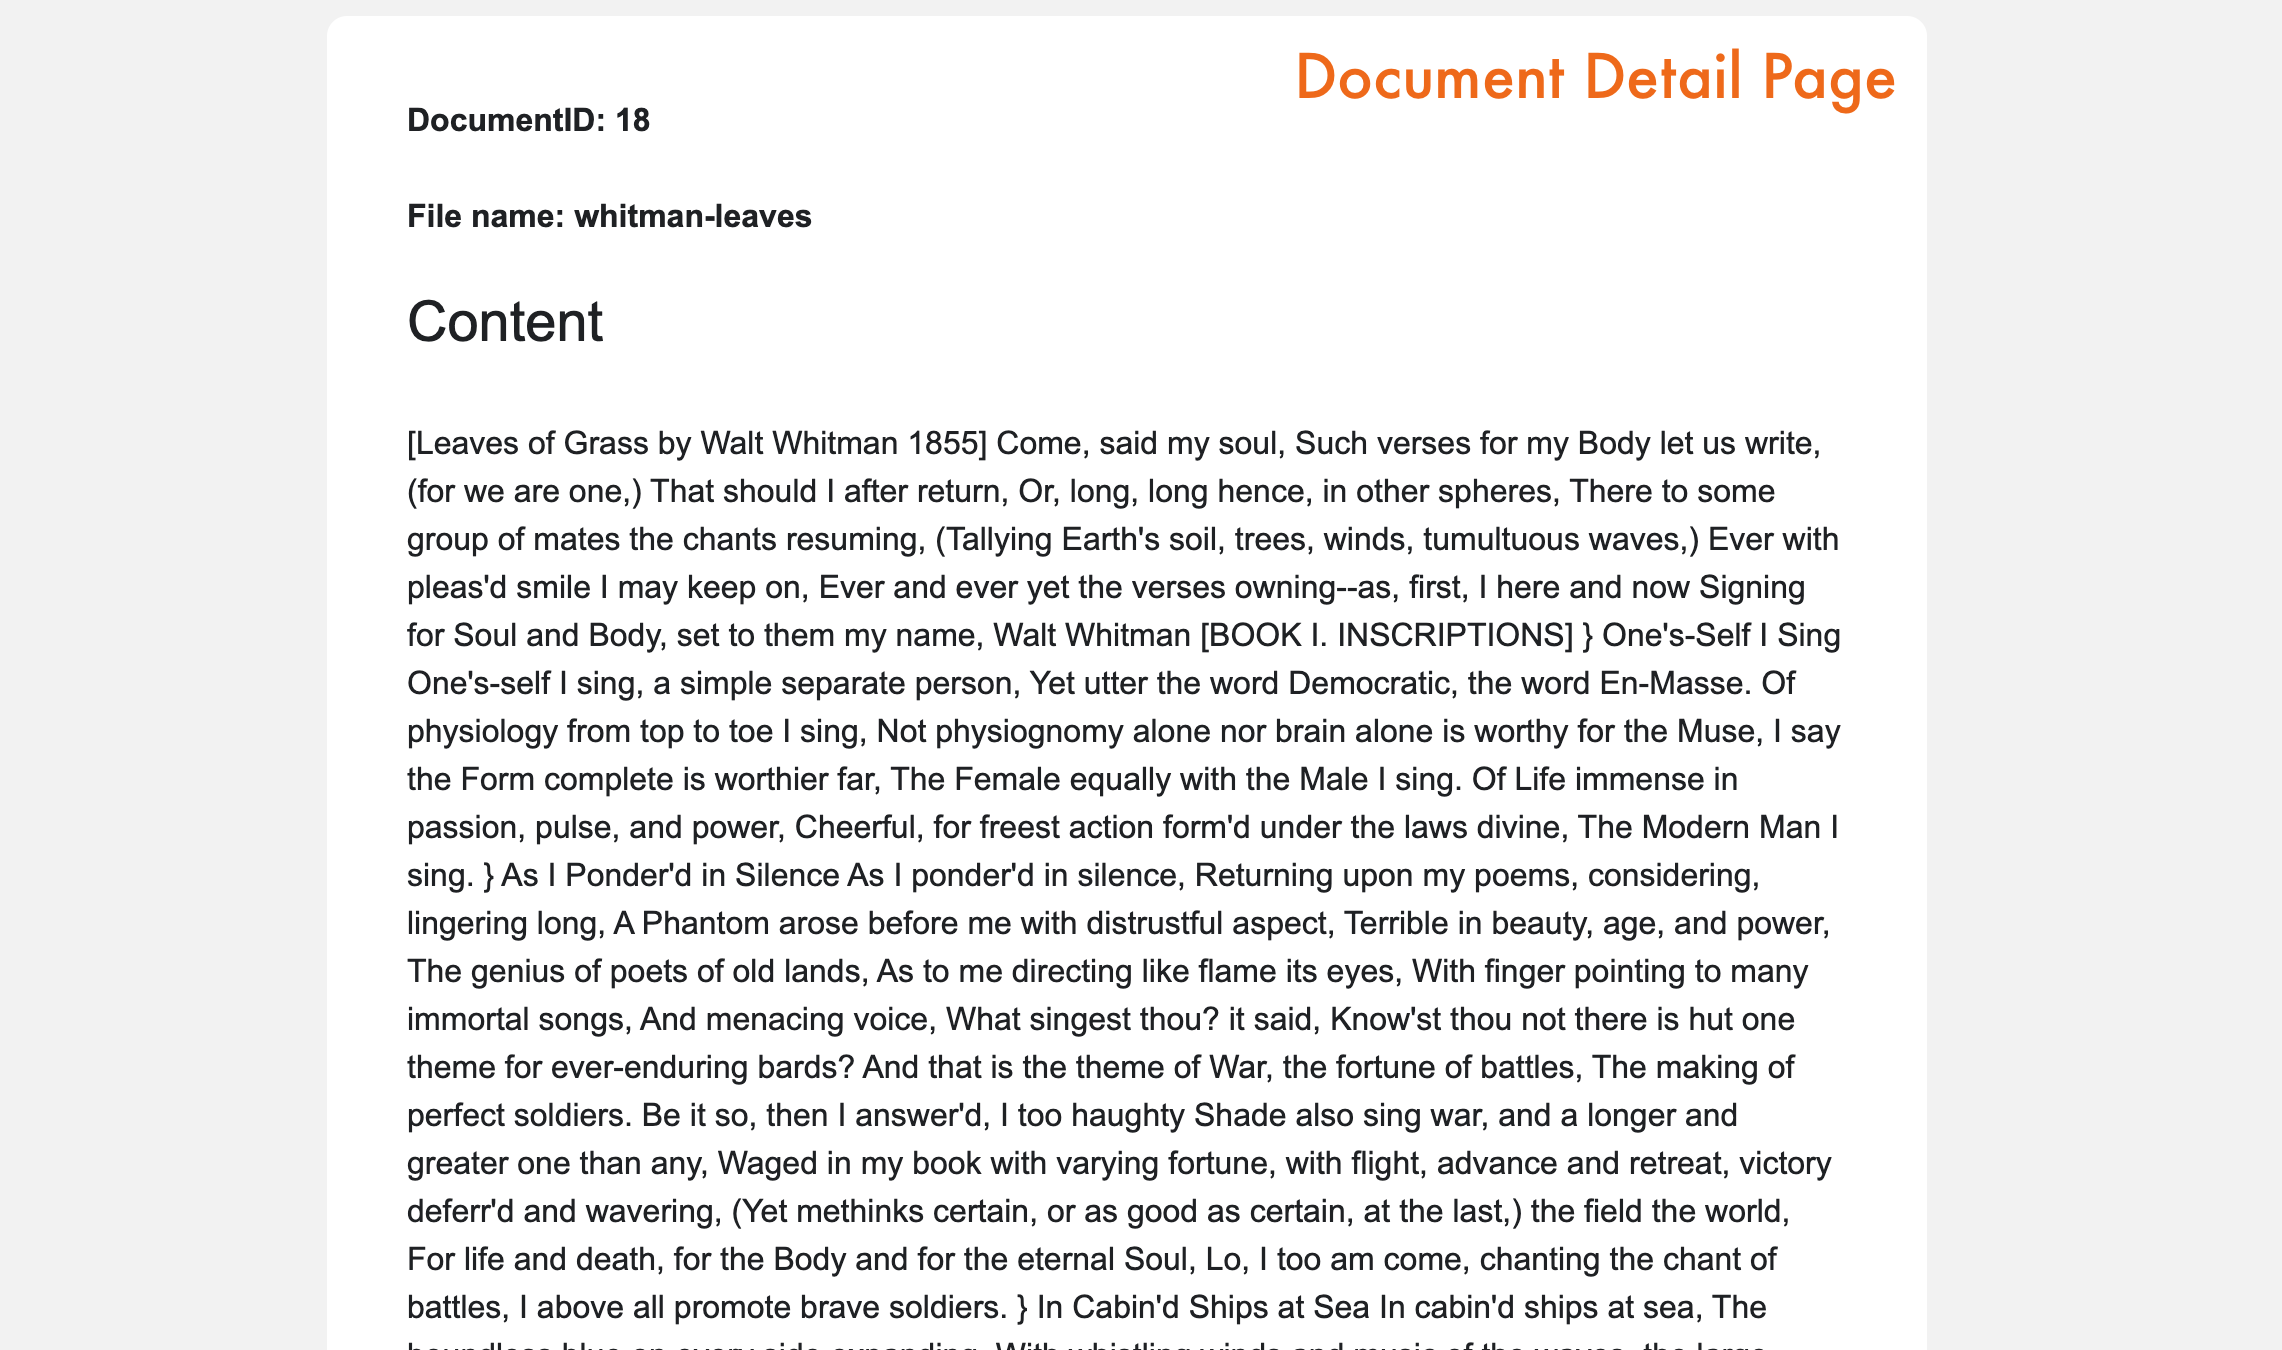 Document Detail Page
DocumentID: 18
File name: whitman-leaves
Content
[Leaves of Grass by Walt Whitman 1855] Come, said my soul, Such verses for my Body let us write,
(for we are one,) That should I after return, Or, long, long hence, in other spheres, There to some
group of mates the chants resuming, (Tallying Earth's soil, trees, winds, tumultuous waves,) Ever with
pleas'd smile I may keep on, Ever and ever yet the verses owning--as, first, I here and now Signing
for Soul and Body, set to them my name, Walt Whitman [BOOK I. INSCRIPTIONS] } One's-Self I Sing
One's-self I sing, a simple separate person, Yet utter the word Democratic, the word En-Masse. Of
physiology from top to toe I sing, Not physiognomy alone nor brain alone is worthy for the Muse, I say
the Form complete is worthier far, The Female equally with the Male I sing. Of Life immense in
passion, pulse, and power, Cheerful, for freest action form'd under the laws divine, The Modern Man I
sing. } As I Ponder'd in Silence As I ponder'd in silence, Returning upon my poems, considering,
lingering long, A Phantom arose before me with distrustful aspect, Terrible in beauty, age, and power,
The genius of poets of old lands, As to me directing like flame its eyes, With finger pointing to many
immortal songs, And menacing voice, What singest thou? it said, Know'st thou not there is hut one
theme for ever-enduring bards? And that is the theme of War, the fortune of battles, The making of
perfect soldiers. Be it so, then I answer'd, I too haughty Shade also sing war, and a longer and
greater one than any, Waged in my book with varying fortune, with flight, advance and retreat, victory
deferr'd and wavering, (Yet methinks certain, or as good as certain, at the last,) the field the world,
For life and death, for the Body and for the eternal Soul, Lo, I too am come, chanting the chant of
battles, I above all promote brave soldiers. } In Cabin'd Ships at Sea In cabin'd ships at sea, The
boundless blue on every side expanding, With whistling winds and music of the waves, the large